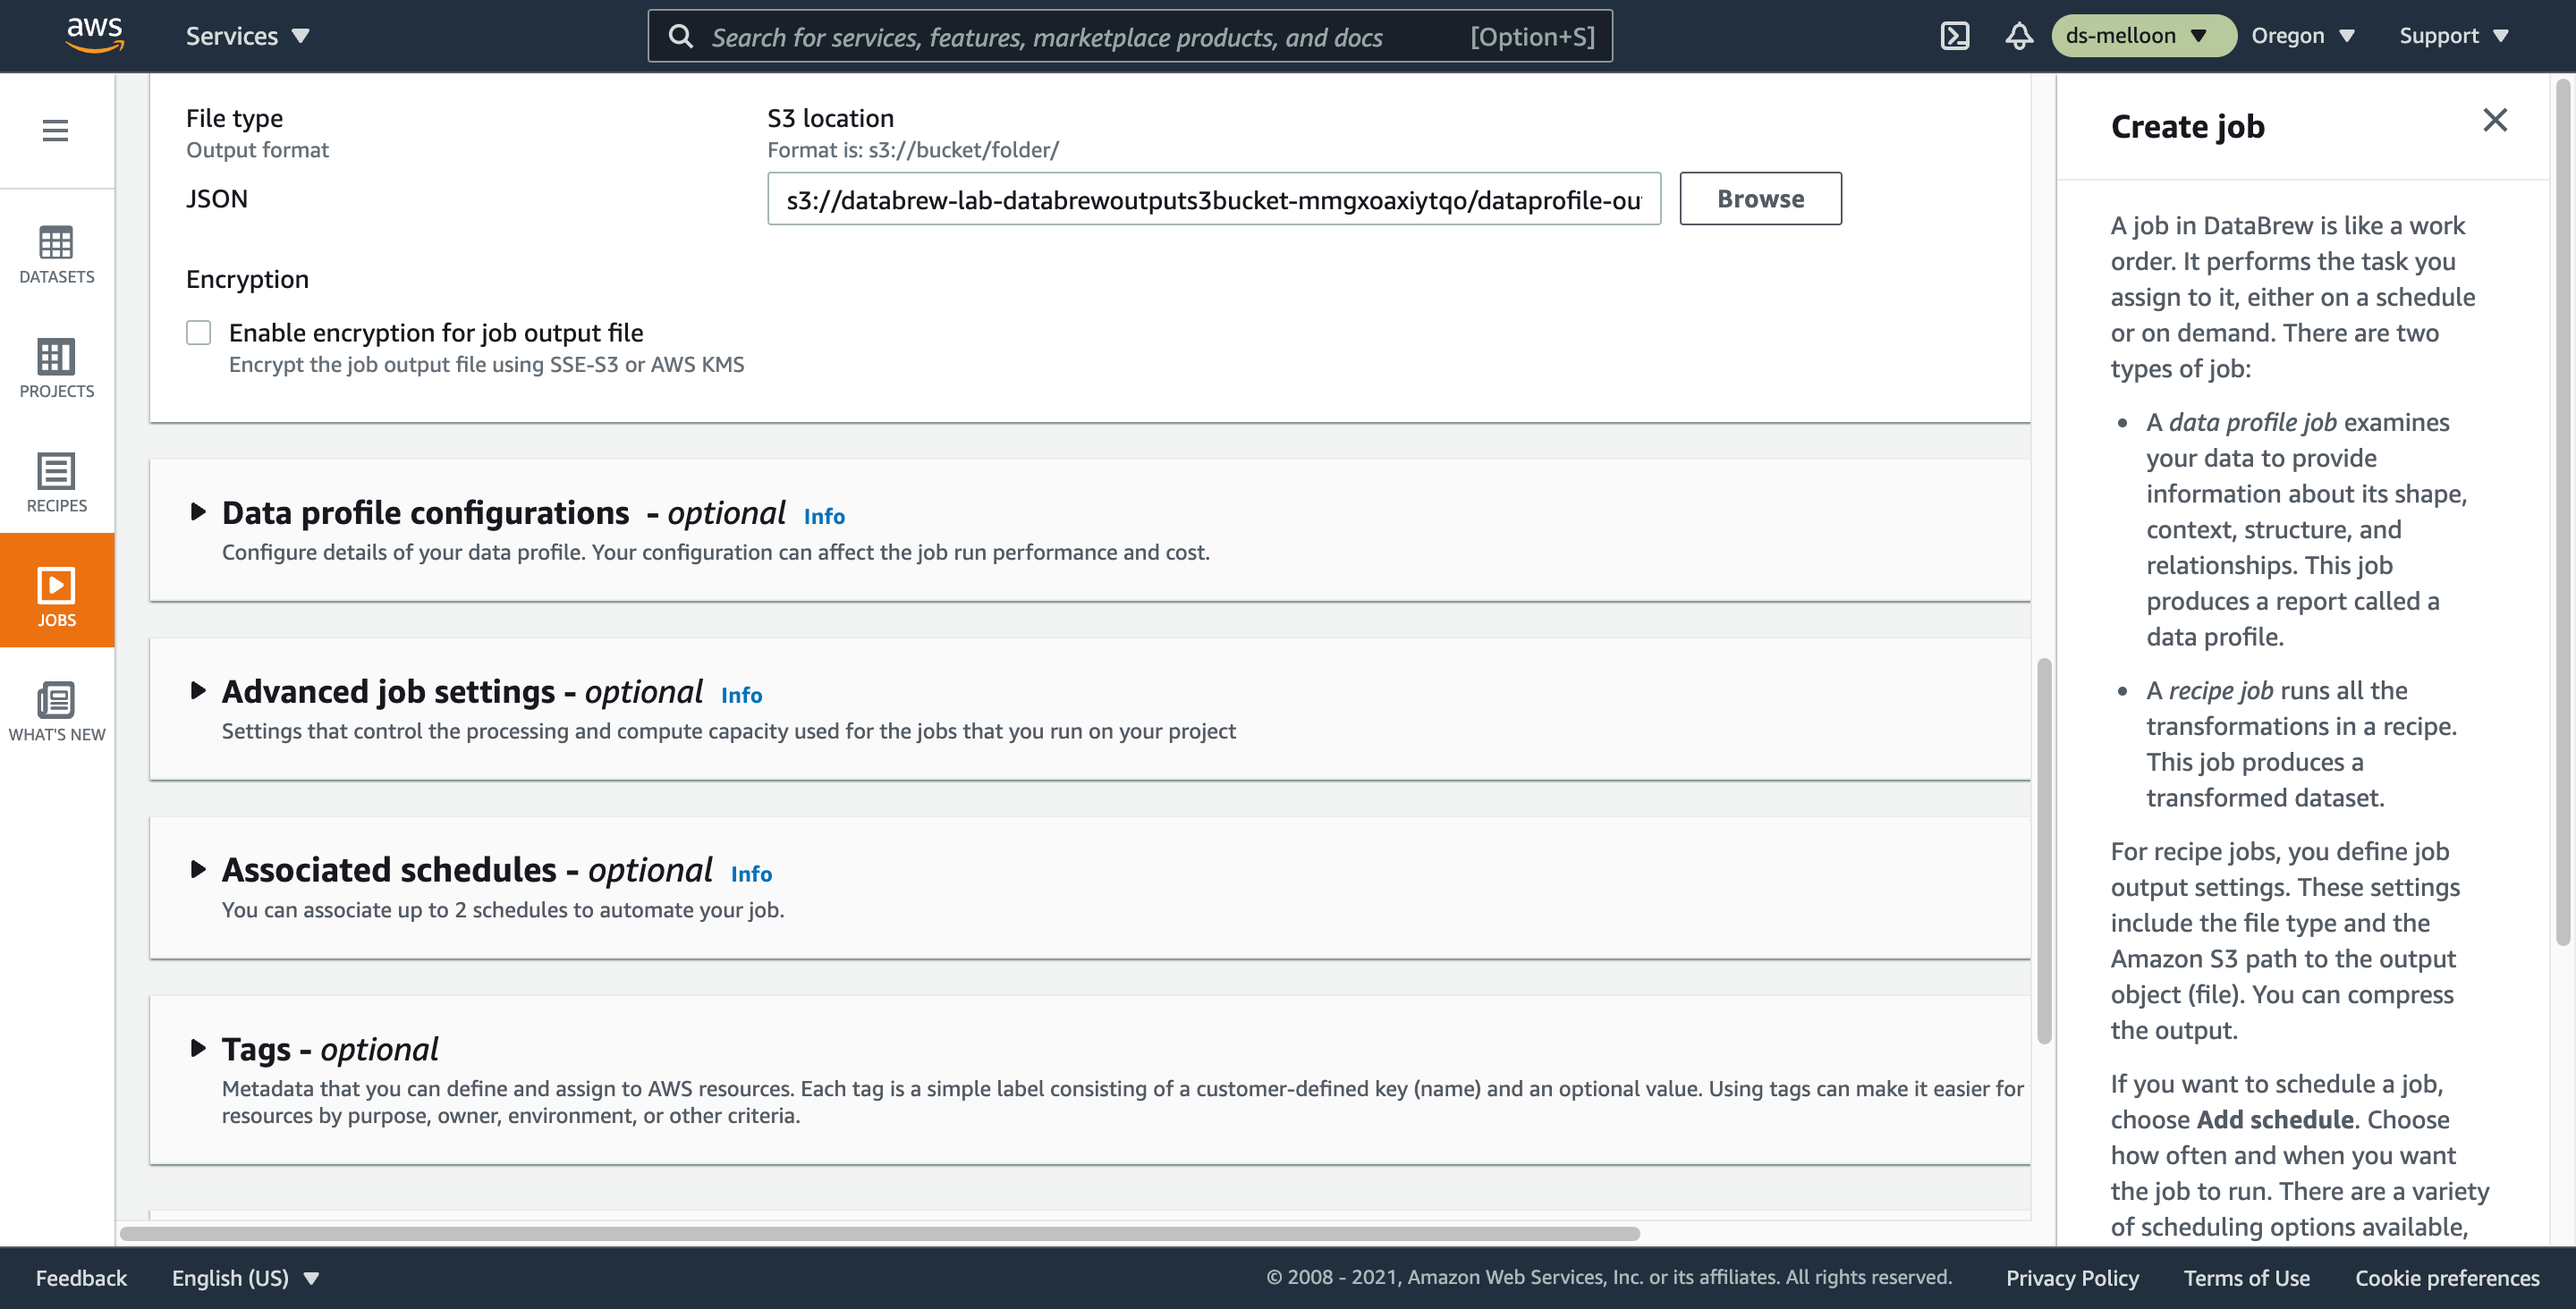 aws
Services
Search for services, features, marketplace products, and docs [Option+S]
ds-melloon
Oregon
Support
DATASETS
PROJECTS
RECIPES
JOBS
WHAT'S NEW
File type
Output format
JSON
S3 location
Format is: s3://bucket/folder/
s3://databrew-lab-databrewoutputs3bucket-mmgxoaxiytqo/dataprofile-ou
Browse
Encryption
Enable encryption for job output file
Encrypt the job output file using SSE-S3 or AWS KMS
Data profile configurations - optional Info
Configure details of your data profile. Your configuration can affect the job run performance and cost.
Advanced job settings - optional Info
Settings that control the processing and compute capacity used for the jobs that you run on your project
Associated schedules - optional Info
You can associate up to 2 schedules to automate your job.
Tags - optional
Metadata that you can define and assign to AWS resources. Each tag is a simple label consisting of a customer-defined key (name) and an optional value. Using tags can make it easier for
resources by purpose, owner, environment, or other criteria.
Create job
A job in DataBrew is like a work
order. It performs the task you
assign to it, either on a schedule
or on demand. There are two
types of job:
• A data profile job examines
your data to provide
information about its shape,
context, structure, and
relationships. This job
produces a report called a
data profile.
• A recipe job runs all the
transformations in a recipe.
This job produces a
transformed dataset.
For recipe jobs, you define job
output settings. These settings
include the file type and the
Amazon S3 path to the output
object (file). You can compress
the output.
If you want to schedule a job,
choose Add schedule. Choose
how often and when you want
the job to run. There are a variety
of scheduling options available,
Feedback
English (US)
© 2008 - 2021, Amazon Web Services, Inc. or its affiliates. All rights reserved.
Privacy Policy
Terms of Use
Cookie preferences